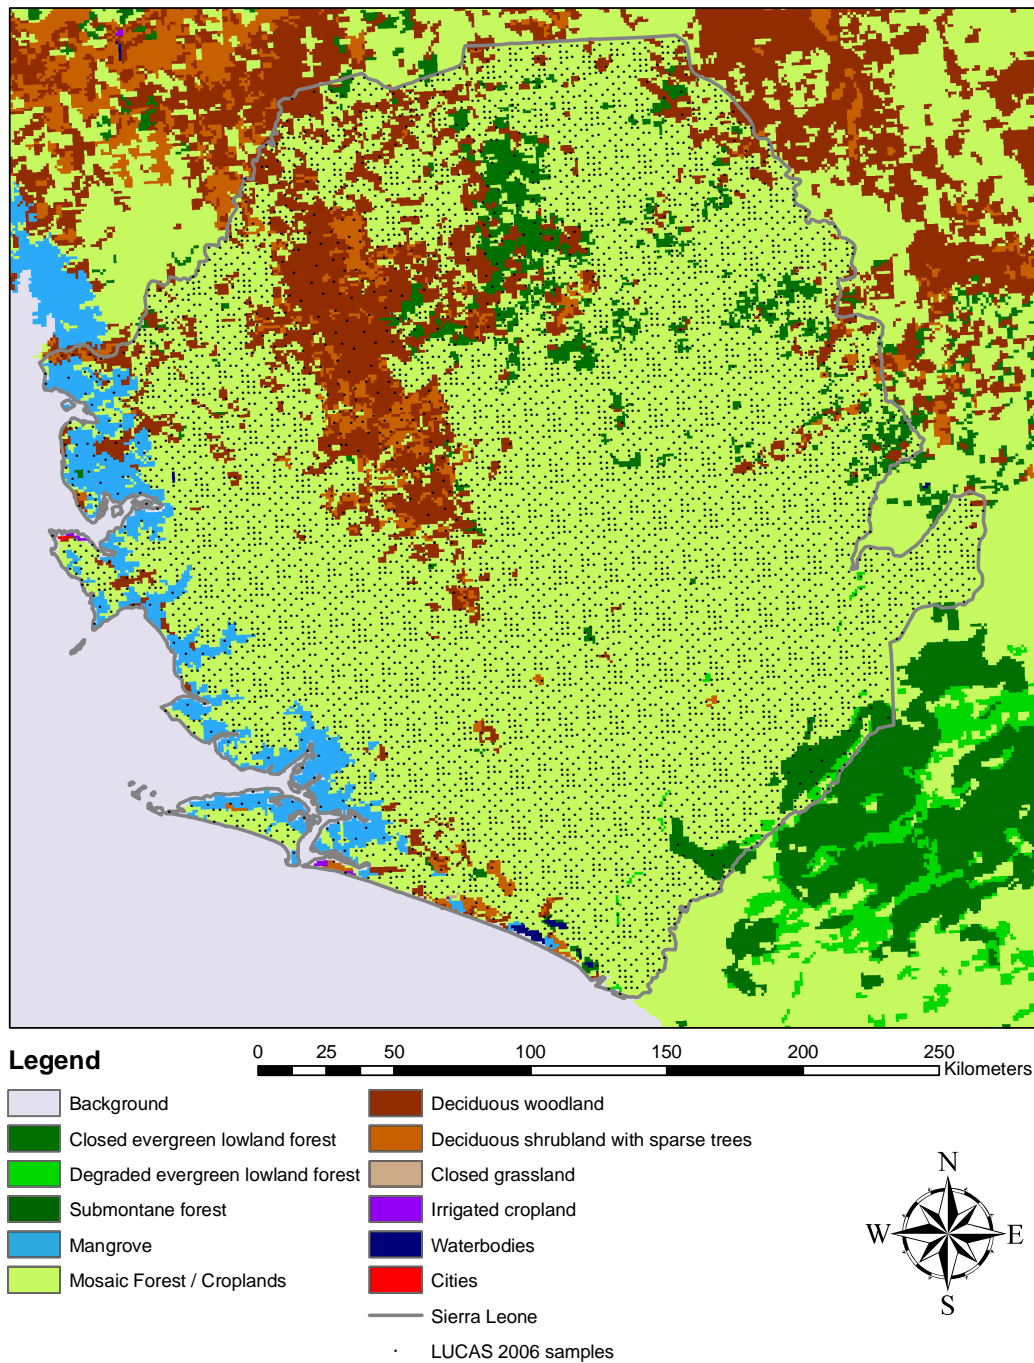 Legend
0 25 50 100 150 200 250
Kilometers
Background
Closed evergreen lowland forest
Degraded evergreen lowland forest
Submontane forest
Mangrove
Mosaic Forest / Croplands
Deciduous woodland
Deciduous shrubland with sparse trees
Closed grassland
Irrigated cropland
Waterbodies
Cities
Sierra Leone
LUCAS 2006 samples
N
W E
S